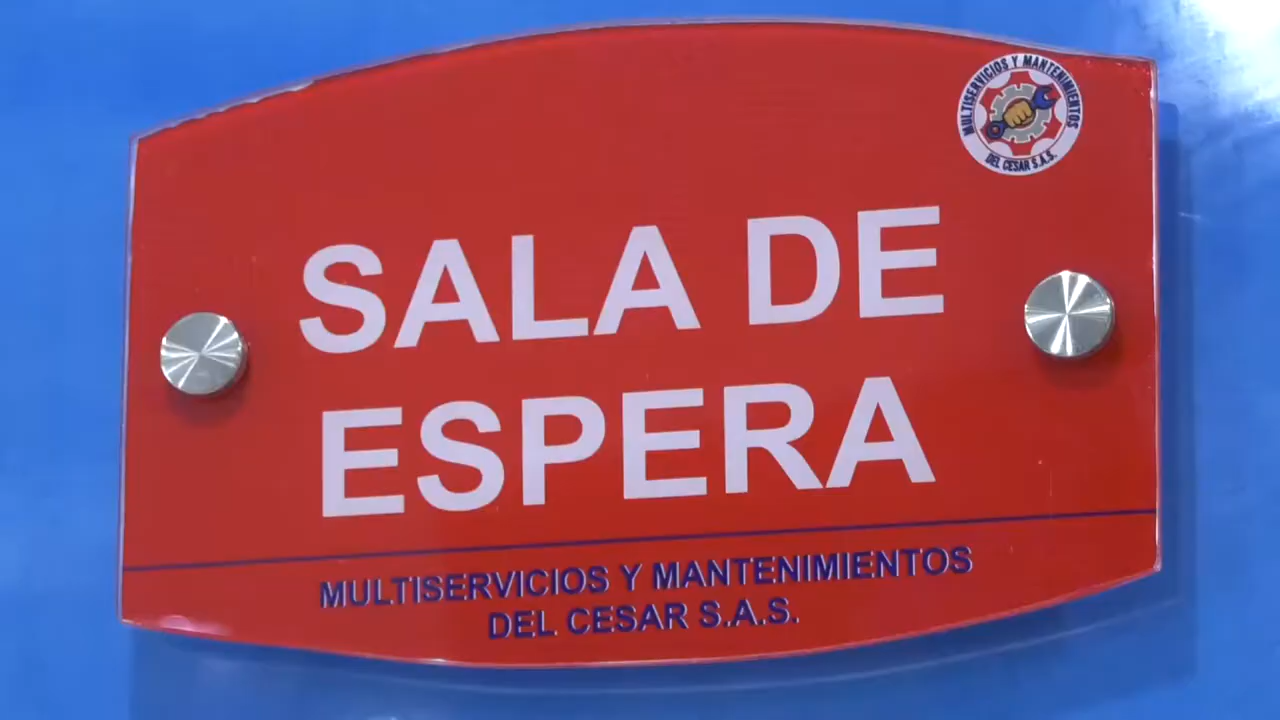 MULTISERVICIOS Y MANTENIMIENTOS
DEL CESAR S.A.S.
SALA DE
ESPERA
MULTISERVICIOS Y MANTENIMIENTOS
DEL CESAR S.A.S.